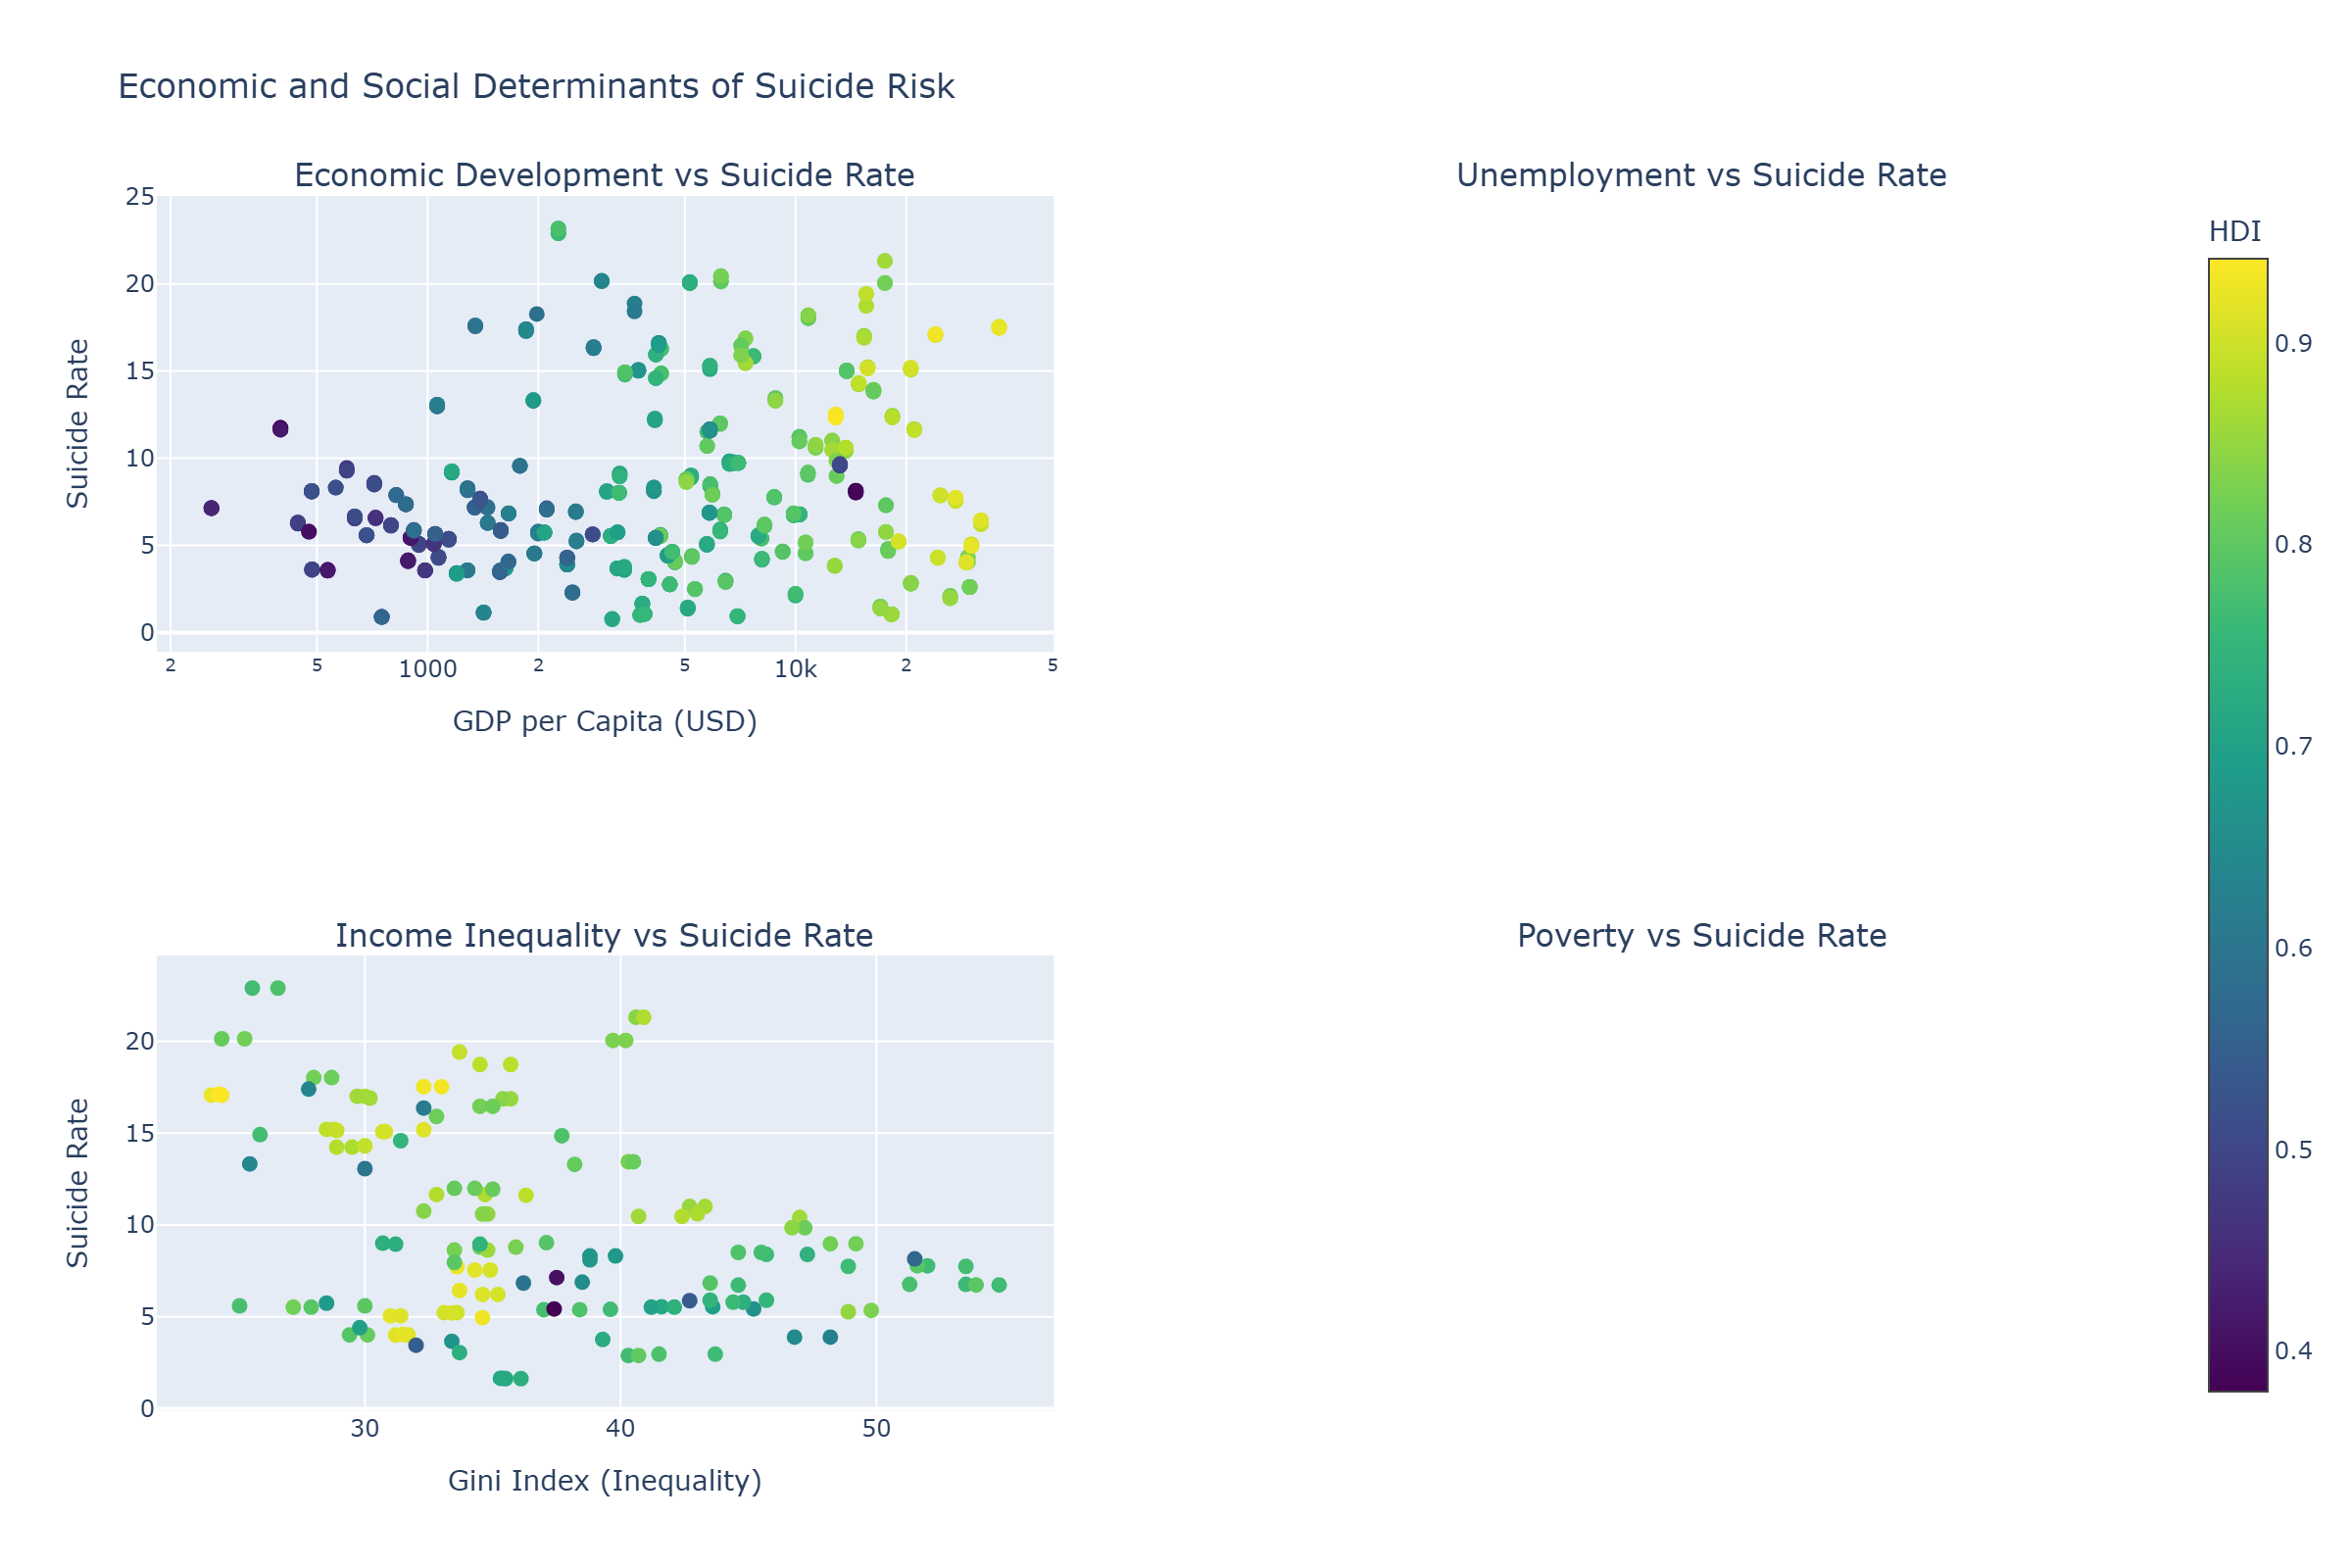 Economic and Social Determinants of Suicide Risk
Economic Development vs Suicide Rate
Unemployment vs Suicide Rate
25
20
15
10
5
0
Suicide Rate
2
5
1000
2
5
10k
2
5
GDP per Capita (USD)
HDI
0.9
0.8
0.7
0.6
0.5
0.4
Income Inequality vs Suicide Rate
Poverty vs Suicide Rate
20
15
10
5
0
Suicide Rate
30
40
50
Gini Index (Inequality)